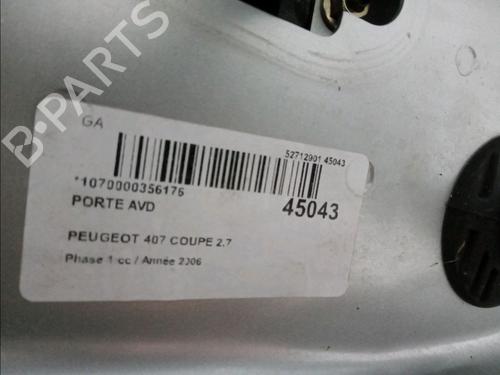 GA
52712901 45043
*1070000356176
45043
PORTE AVD
PEUGEOT 407 COUPE 2.7
Phase 1 cc / Année 2006
B-PARTS